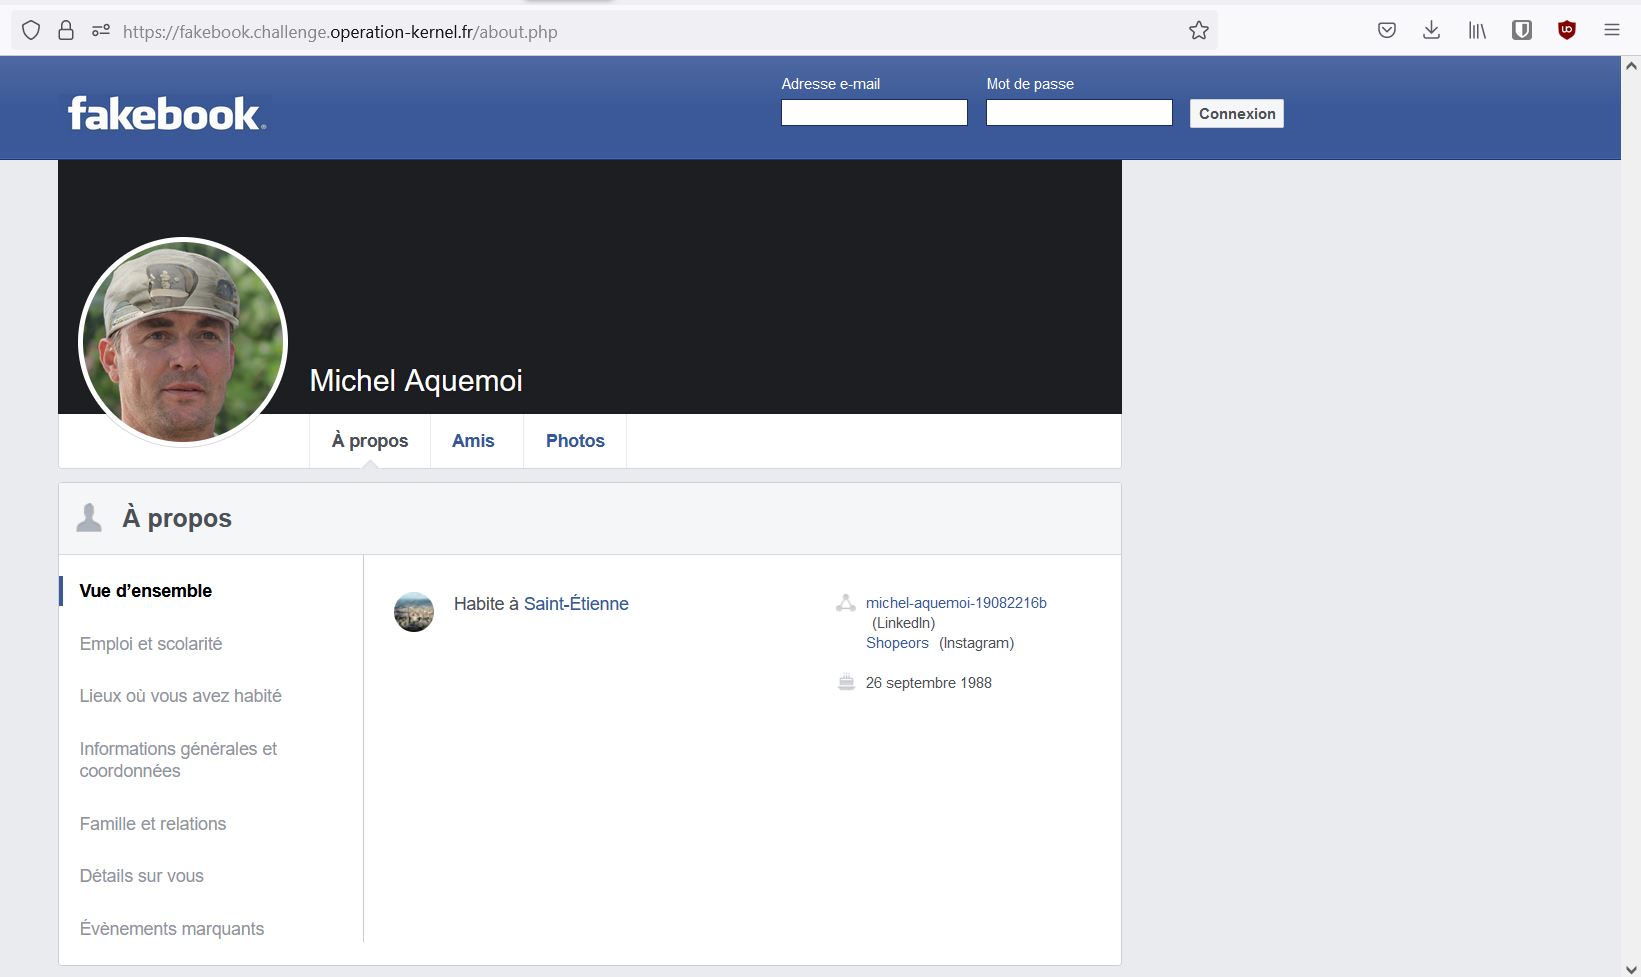 https://fakebook.challenge.operation-kernel.fr/about.php
Adresse e-mail
Mot de passe
fakebook.
Connexion
Michel Aquemoi
À propos
Amis
Photos
À propos
Vue d’ensemble
Emploi et scolarité
Lieux où vous avez habité
Informations générales et
coordonnées
Famille et relations
Détails sur vous
Évènements marquants
Habite à Saint-Étienne
michel-aquemoi-19082216b
(LinkedIn)
Shopeors (Instagram)
26 septembre 1988